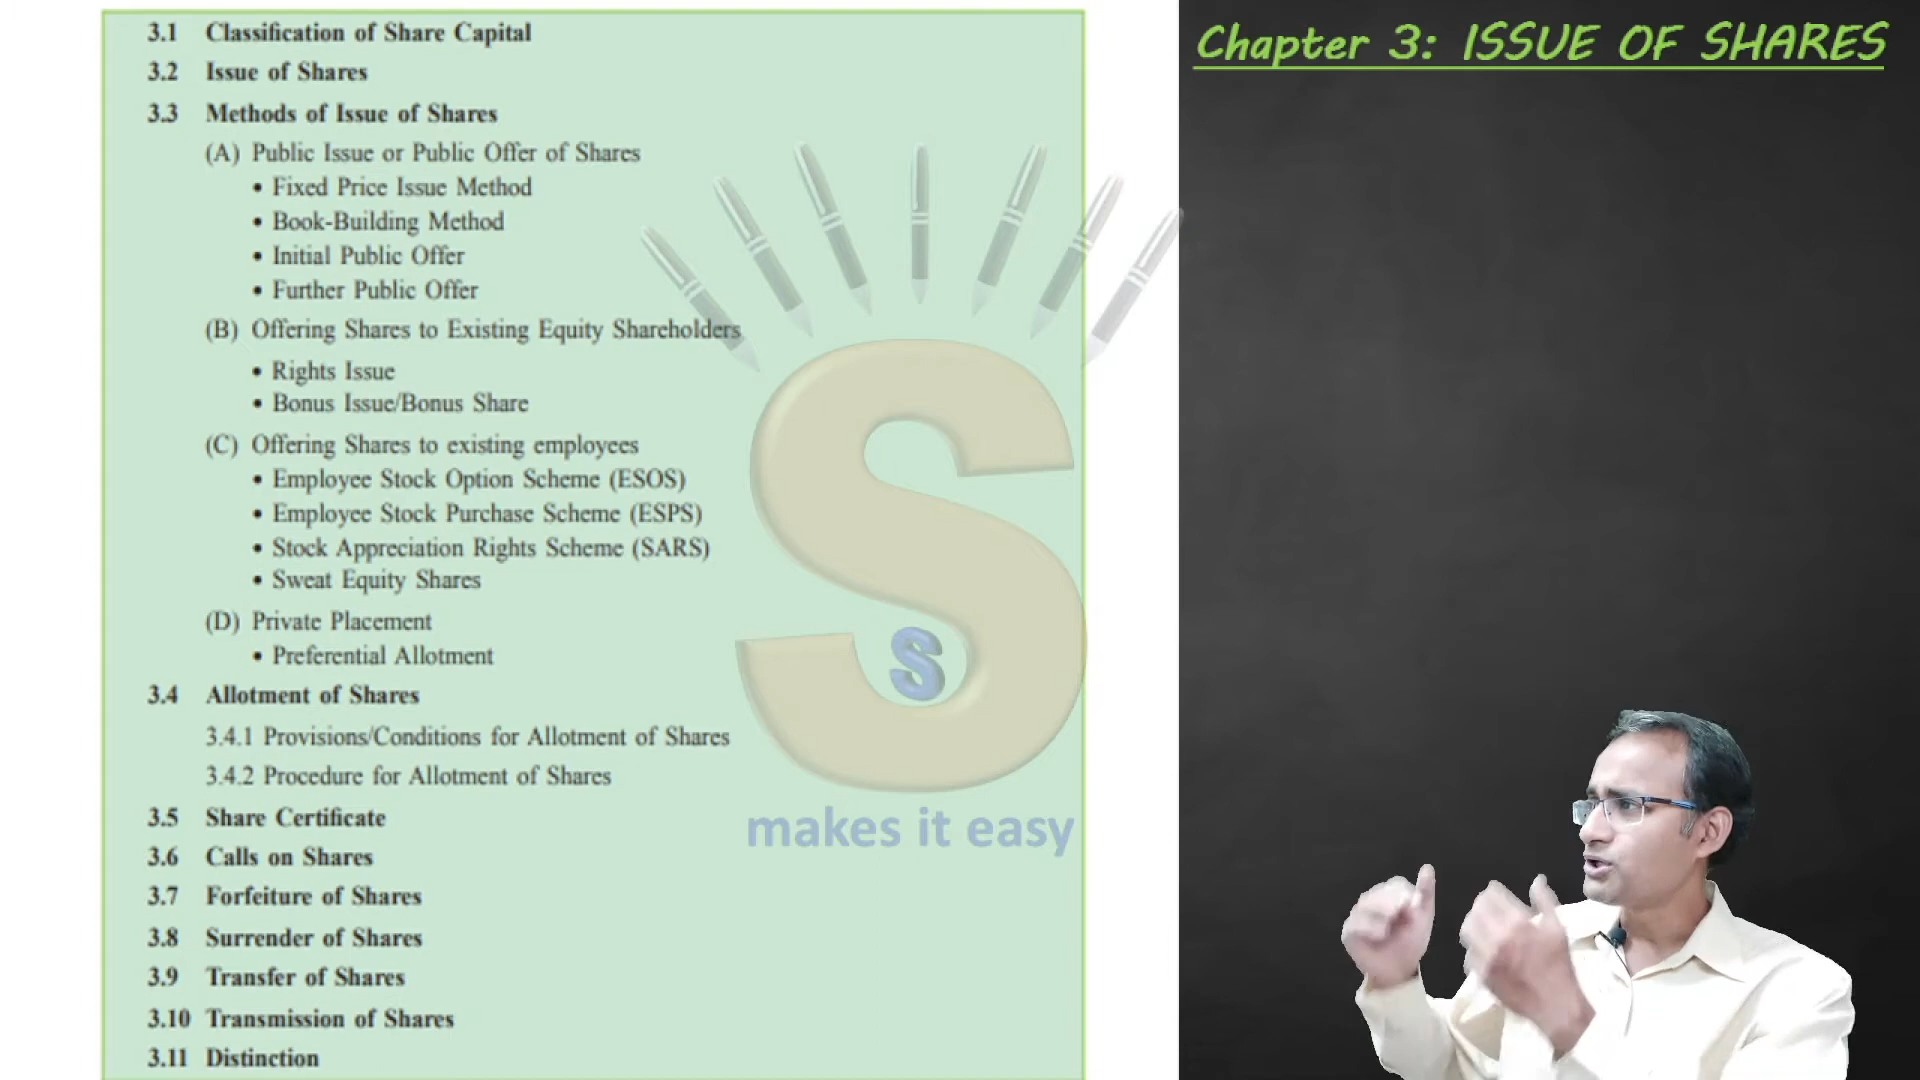 3.1 Classification of Share Capital
3.2 Issue of Shares
3.3 Methods of Issue of Shares
(A) Public Issue or Public Offer of Shares
• Fixed Price Issue Method
• Book-Building Method
• Initial Public Offer
• Further Public Offer
(B) Offering Shares to Existing Equity Shareholders
• Rights Issue
• Bonus Issue/Bonus Share
(C) Offering Shares to existing employees
• Employee Stock Option Scheme (ESOS)
• Employee Stock Purchase Scheme (ESPS)
• Stock Appreciation Rights Scheme (SARS)
• Sweat Equity Shares
(D) Private Placement
• Preferential Allotment
3.4 Allotment of Shares
3.4.1 Provisions/Conditions for Allotment of Shares
3.4.2 Procedure for Allotment of Shares
3.5 Share Certificate
3.6 Calls on Shares
3.7 Forfeiture of Shares
3.8 Surrender of Shares
3.9 Transfer of Shares
3.10 Transmission of Shares
3.11 Distinction
S
S
makes it easy
Chapter 3: ISSUE OF SHARES